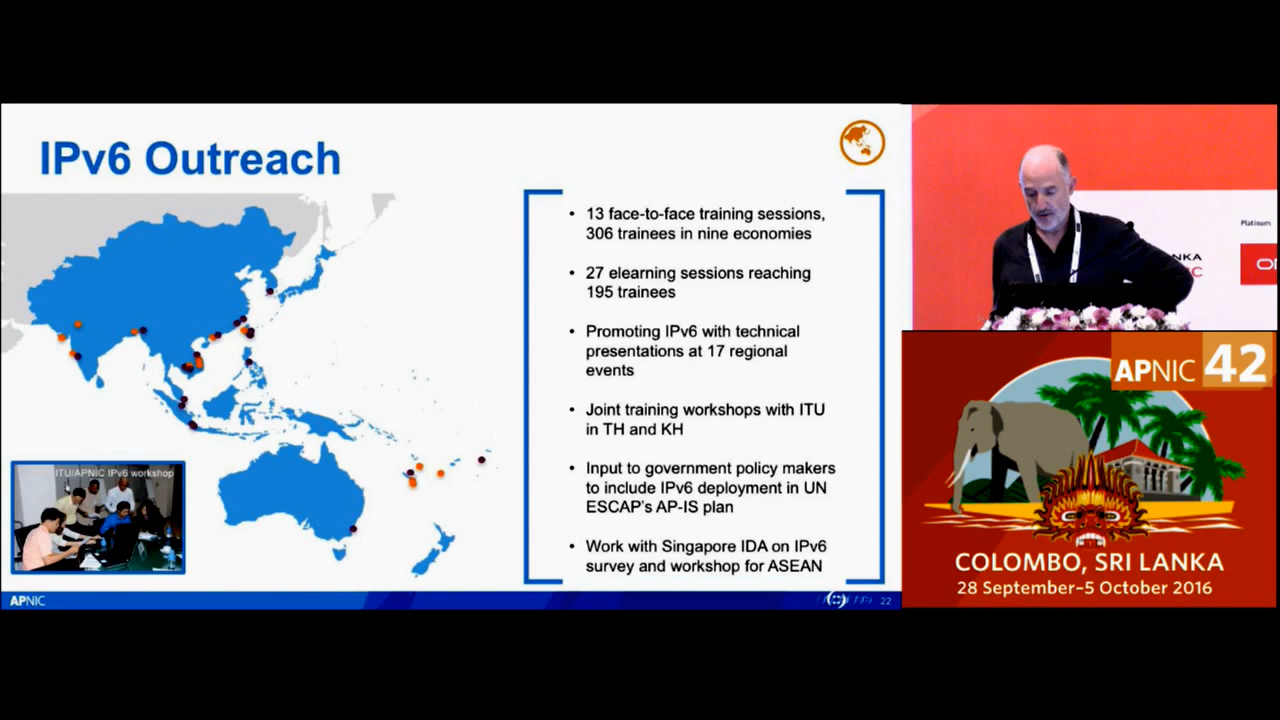 IPv6 Outreach
• 13 face-to-face training sessions,
306 trainees in nine economies
• 27 elearning sessions reaching
195 trainees
• Promoting IPv6 with technical
presentations at 17 regional
events
• Joint training workshops with ITU
in TH and KH
• Input to government policy makers
to include IPv6 deployment in UN
ESCAP's AP-IS plan
• Work with Singapore IDA on IPv6
survey and workshop for ASEAN
ITU/APNIC IPv6 workshop
APNIC
22
Platinum
APNIC 42
COLOMBO, SRI LANKA
28 September–5 October 2016